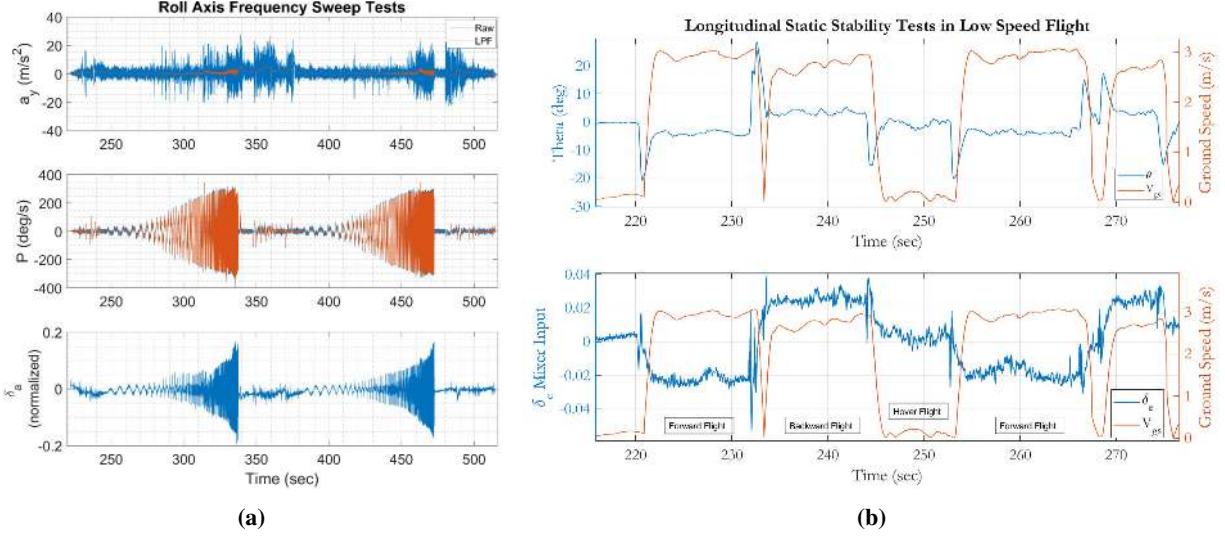 Roll Axis Frequency Sweep Tests
Raw
LPF
a_y (m/s²)
40
20
0
-20
-40
250 300 350 400 450 500
P (deg/s)
400
200
0
-200
-400
250 300 350 400 450 500
δ_a
(normalized)
0.2
0
-0.2
250 300 350 400 450 500
Time (sec)
(a)
Longitudinal Static Stability Tests in Low Speed Flight
Theta (deg)
20
10
0
-10
-20
-30
θ
V_gs
3
2
1
0
Ground Speed (m/s)
220 230 240 250 260 270
Time (sec)
δ_e Mixer Input
0.04
0.02
0
-0.02
-0.04
Forward Flight
Backward Flight
Hover Flight
Forward Flight
δ_e
V_gs
3
2
1
0
Ground Speed (m/s)
220 230 240 250 260 270
Time (sec)
(b)